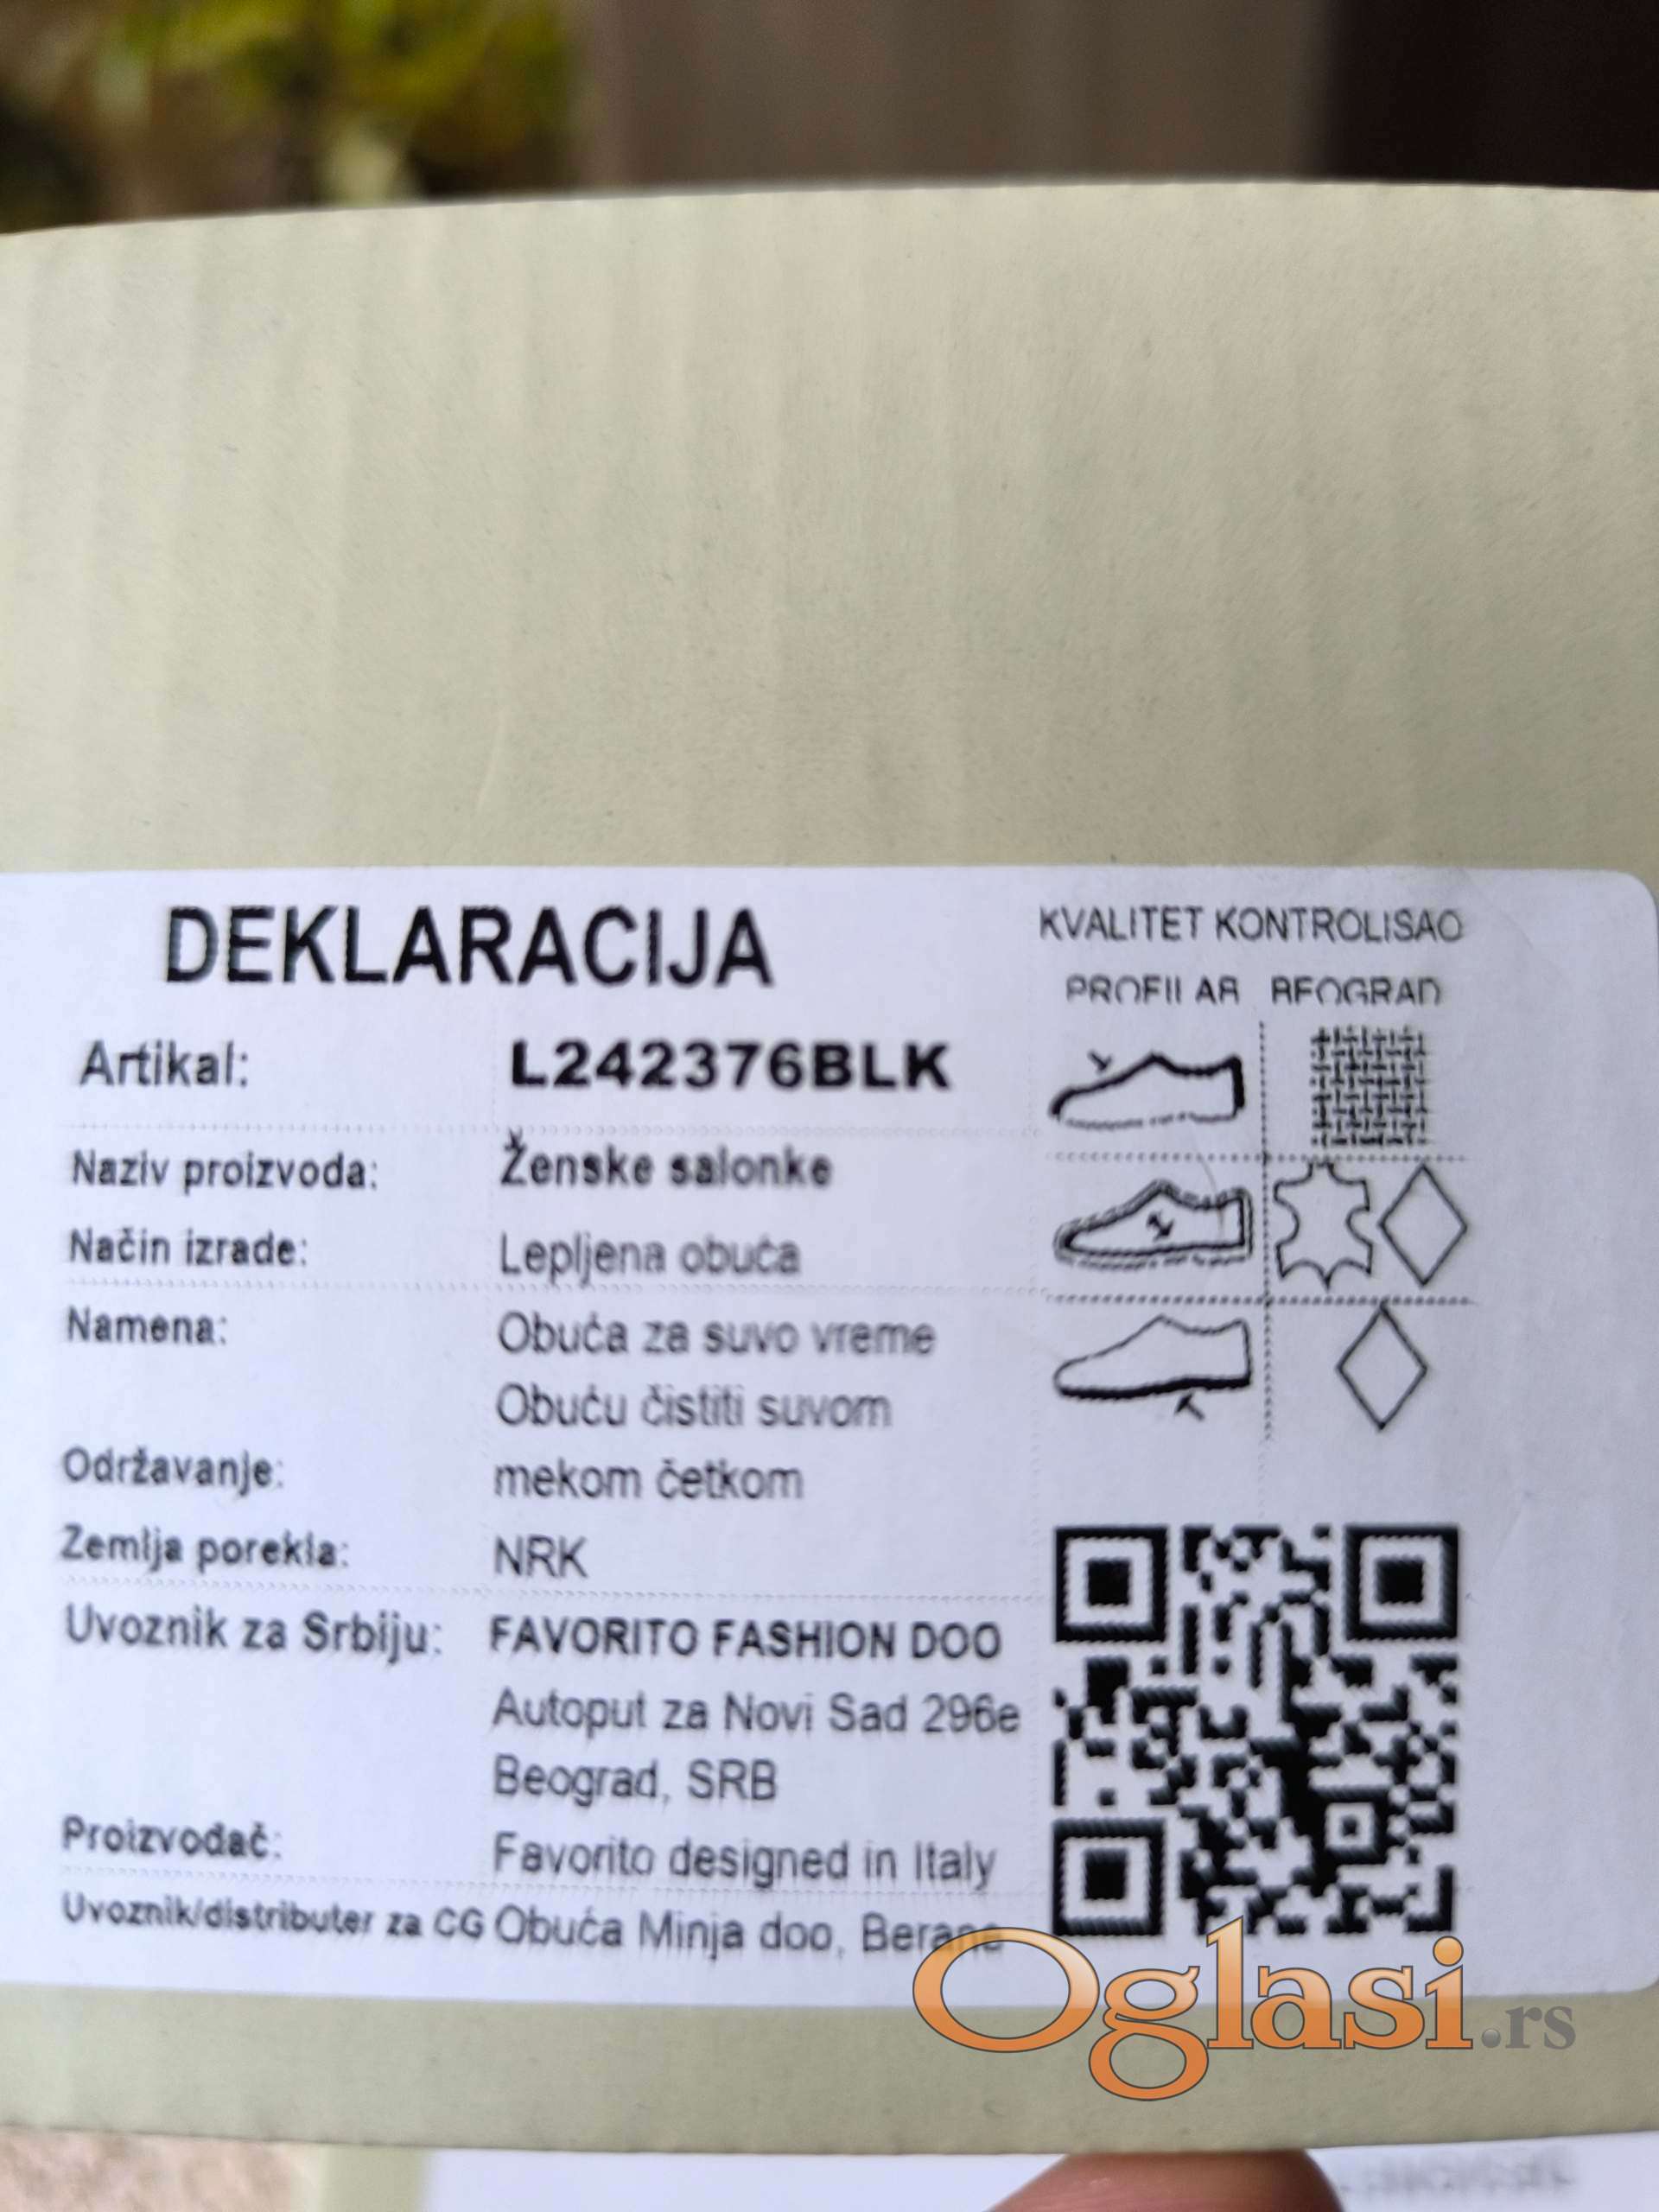 DEKLARACIJA
KVALITET KONTROLISAO
PROFILAB BEOGRAD
Artikal: L242376BLK
Naziv proizvoda: Ženske salonke
Način izrade: Lepljena obuća
Namena: Obuća za suvo vreme
Obuću čistiti suvom
Održavanje: mekom četkom
Zemlja porekla: NRK
Uvoznik za Srbiju: FAVORITO FASHION DOO
Autoput za Novi Sad 296e
Beograd, SRB
Proizvođač: Favorito designed in Italy
Uvoznik/distributer za CG Obuća Minja doo, Berane
Oglasi.rs